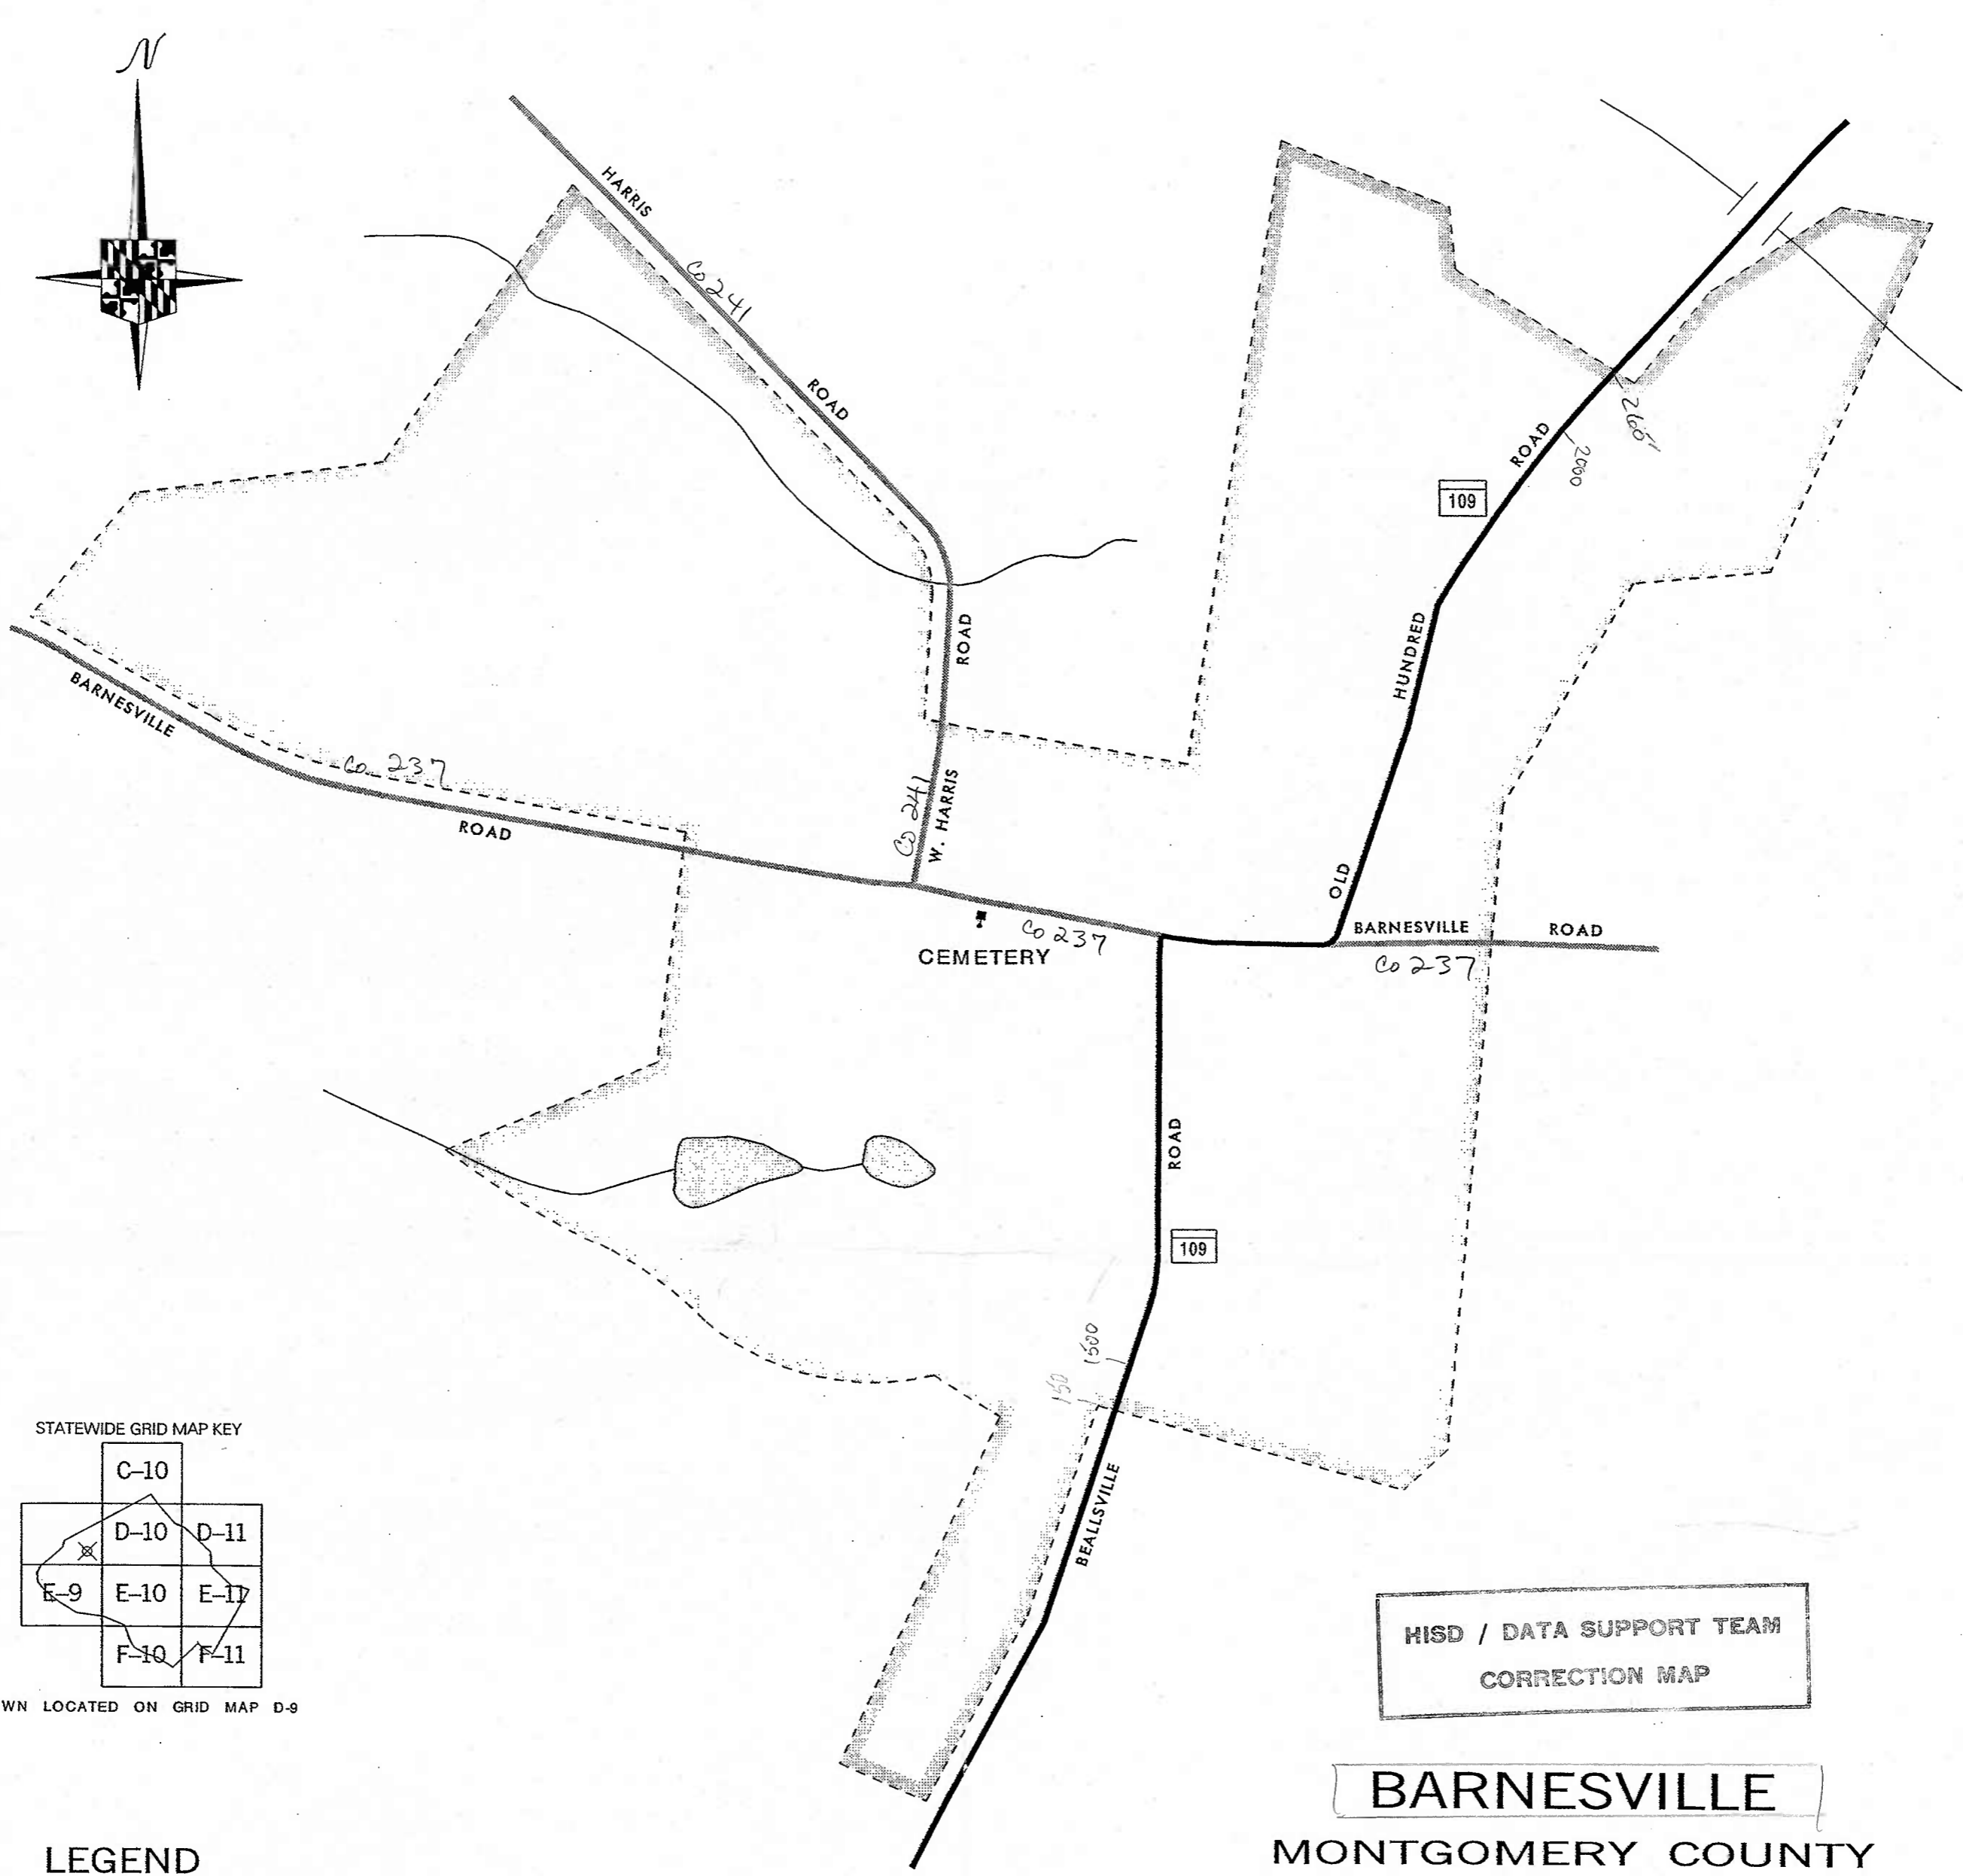 N
HARRIS
Co 241
ROAD
ROAD
260'
2000
109
HUNDRED
ROAD
BARNESVILLE
Co 237
ROAD
Co 241
W. HARRIS
OLD
BARNESVILLE ROAD
Co 237
Co 237
CEMETERY
ROAD
109
1500
150
BEALLSVILLE
STATEWIDE GRID MAP KEY
C-10
D-10 D-11
E-9 E-10 E-11
F-10 F-11
WN LOCATED ON GRID MAP D-9
HISD / DATA SUPPORT TEAM
CORRECTION MAP
BARNESVILLE
MONTGOMERY COUNTY
LEGEND